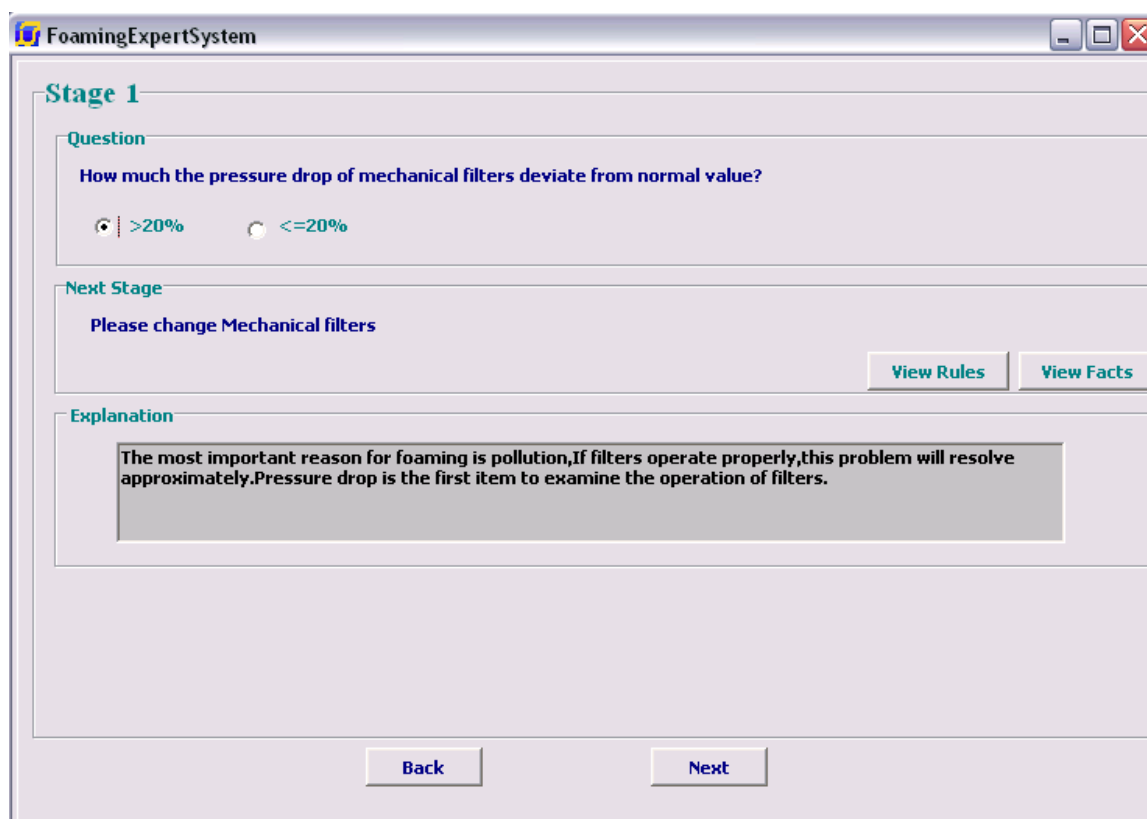 FoamingExpertSystem
Stage 1
Question
How much the pressure drop of mechanical filters deviate from normal value?
>20% <=20%
Next Stage
Please change Mechanical filters
View Rules View Facts
Explanation
The most important reason for foaming is pollution,If filters operate properly,this problem will resolve
approximately.Pressure drop is the first item to examine the operation of filters.
Back Next